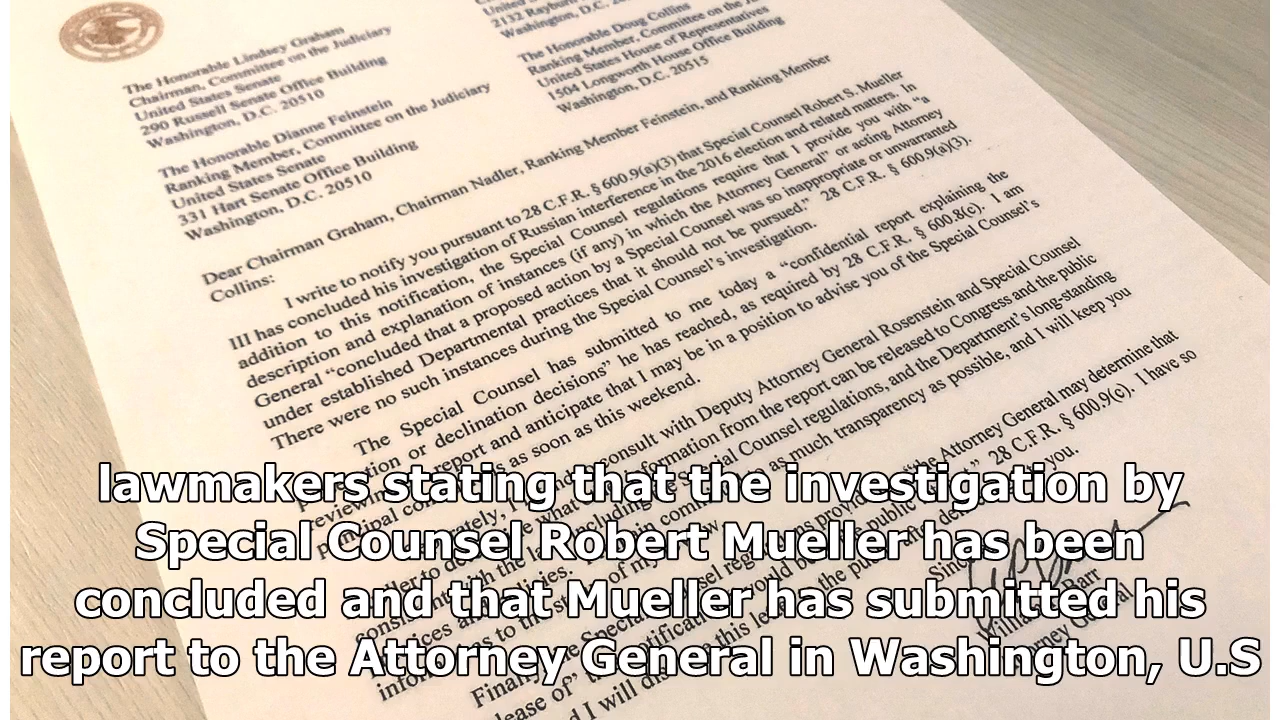 The Honorable Lindsey Graham
Chairman, Committee on the Judiciary
United States Senate
290 Russell Senate Office Building
Washington, D.C. 20510
The Honorable Dianne Feinstein
Ranking Member, Committee on the Judiciary
United States Senate
331 Hart Senate Office Building
Washington, D.C. 20510
2132 Rayburn
Washington, D.C.
The Honorable Doug Collins
Ranking Member, Committee on the
United States House of Representatives
1504 Longworth House Office Building
Washington, D.C. 20515
Dear Chairman Graham, Chairman Nadler, Ranking Member Feinstein, and Ranking Member
Collins:
I write to notify you pursuant to 28 C.F.R. § 600.9(a)(3) that Special Counsel Robert S. Mueller
III has concluded his investigation of Russian interference in the 2016 election and related matters. In
addition to this notification, the Special Counsel regulations require that I provide you with "a
description and explanation of instances (if any) in which the Attorney General" or acting Attorney
General "concluded that a proposed action by a Special Counsel was so inappropriate or unwarranted
under established Departmental practices that it should not be pursued." 28 C.F.R. § 600.9(a)(3).
There were no such instances during the Special Counsel's investigation.
The Special Counsel has submitted to me today a "confidential report explaining the
or declination decisions" he has reached, as required by 28 C.F.R. § 600.8(c). I am
report and anticipate that I may be in a position to advise you of the Special Counsel's
as soon as this weekend.
consult with Deputy Attorney General Rosenstein and Special Counsel
information from the report can be released to Congress and the public
Special Counsel regulations, and the Department's long-standing
as much transparency as possible, and I will keep you
the Attorney General may determine that
28 C.F.R. § 600.9(c). I have so
you.
lawmakers stating that the investigation by
Special Counsel Robert Mueller has been
concluded and that Mueller has submitted his
report to the Attorney General in Washington, U.S